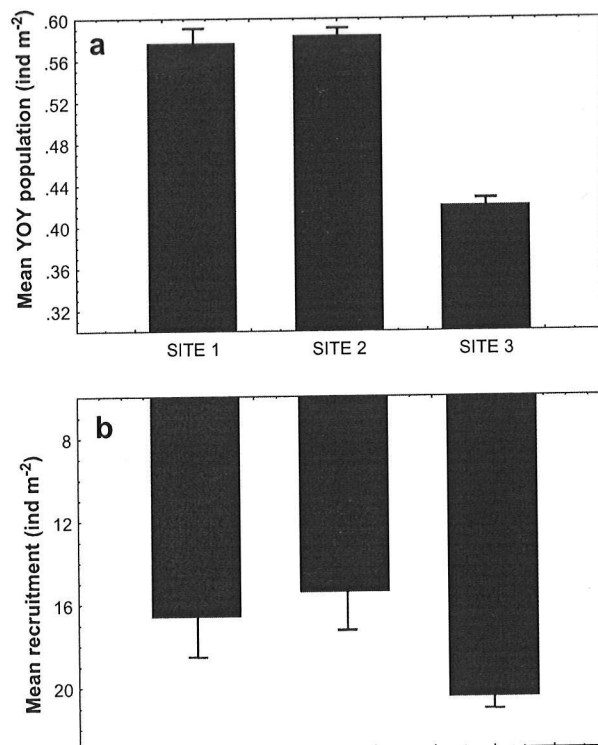 a
Mean YOY population (ind m-2)
.60
.56
.52
.48
.44
.40
.36
.32
SITE 1 SITE 2 SITE 3
b
Mean recruitment (ind m-2)
8
12
16
20